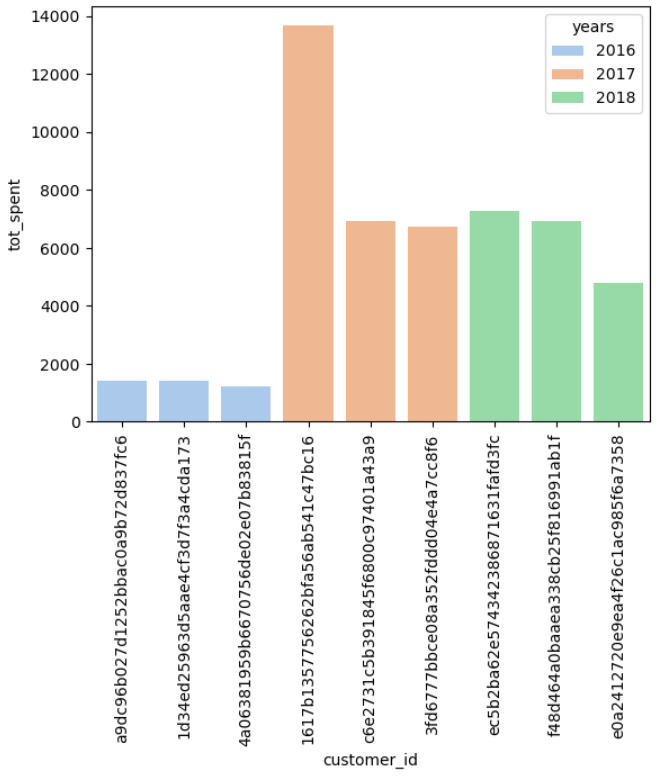 14000
12000
10000
8000
6000
4000
2000
0
tot_spent
years
2016
2017
2018
a9dc96b027d1252bbac0a9b72d837fc6
1d34ed25963d5aae4cf3d7f3a4cda173
4a06381959b6670756de02e07b83815f
1617b1357756262bfa56ab541c47bc16
c6e2731c5b391845f6800c97401a43a9
3fd6777bbce08a352fddd04e4a7cc8f6
ec5b2ba62e574342386871631fafd3fc
f48d464a0baaea338cb25f816991ab1f
e0a2412720e9ea4f26c1ac985f6a7358
customer_id